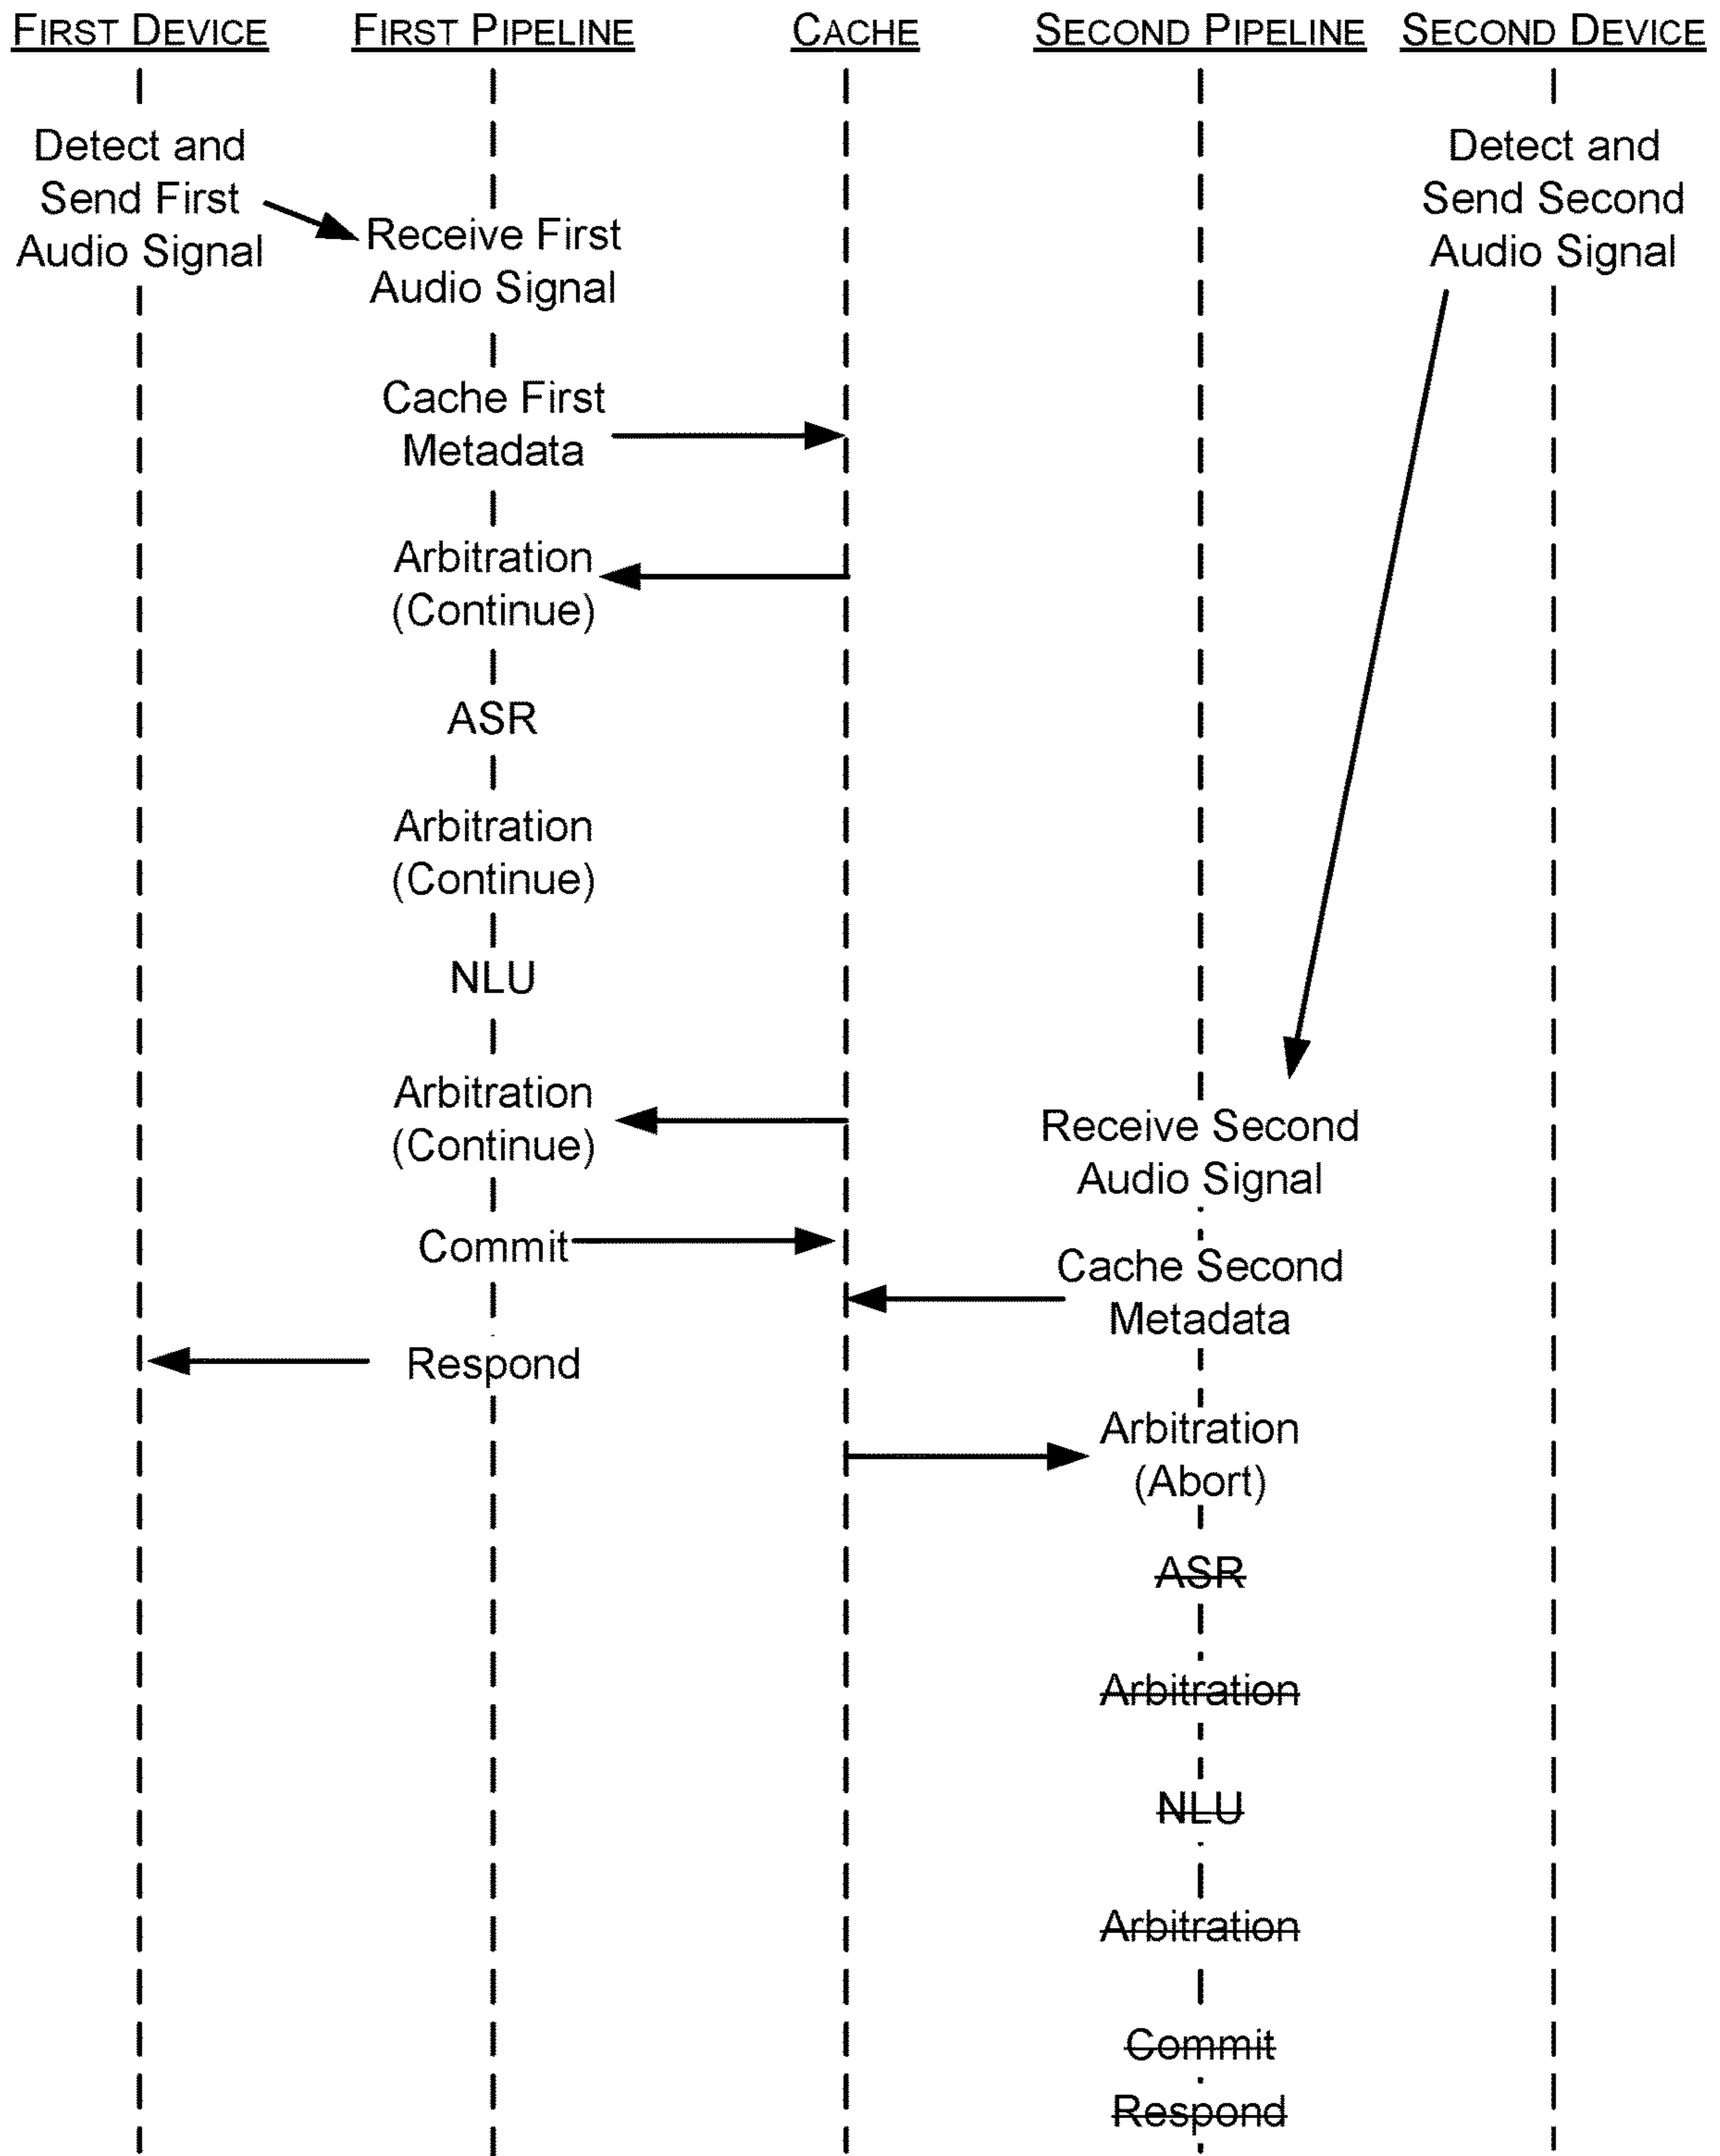 FIRST DEVICE
FIRST PIPELINE
CACHE
SECOND PIPELINE
SECOND DEVICE
Detect and
Send First
Audio Signal
Detect and
Send Second
Audio Signal
Receive First
Audio Signal
Cache First
Metadata
Arbitration
(Continue)
ASR
Arbitration
(Continue)
NLU
Arbitration
(Continue)
Receive Second
Audio Signal
Commit
Cache Second
Metadata
Respond
Arbitration
(Abort)
ASR
Arbitration
NLU
Arbitration
Commit
Respond